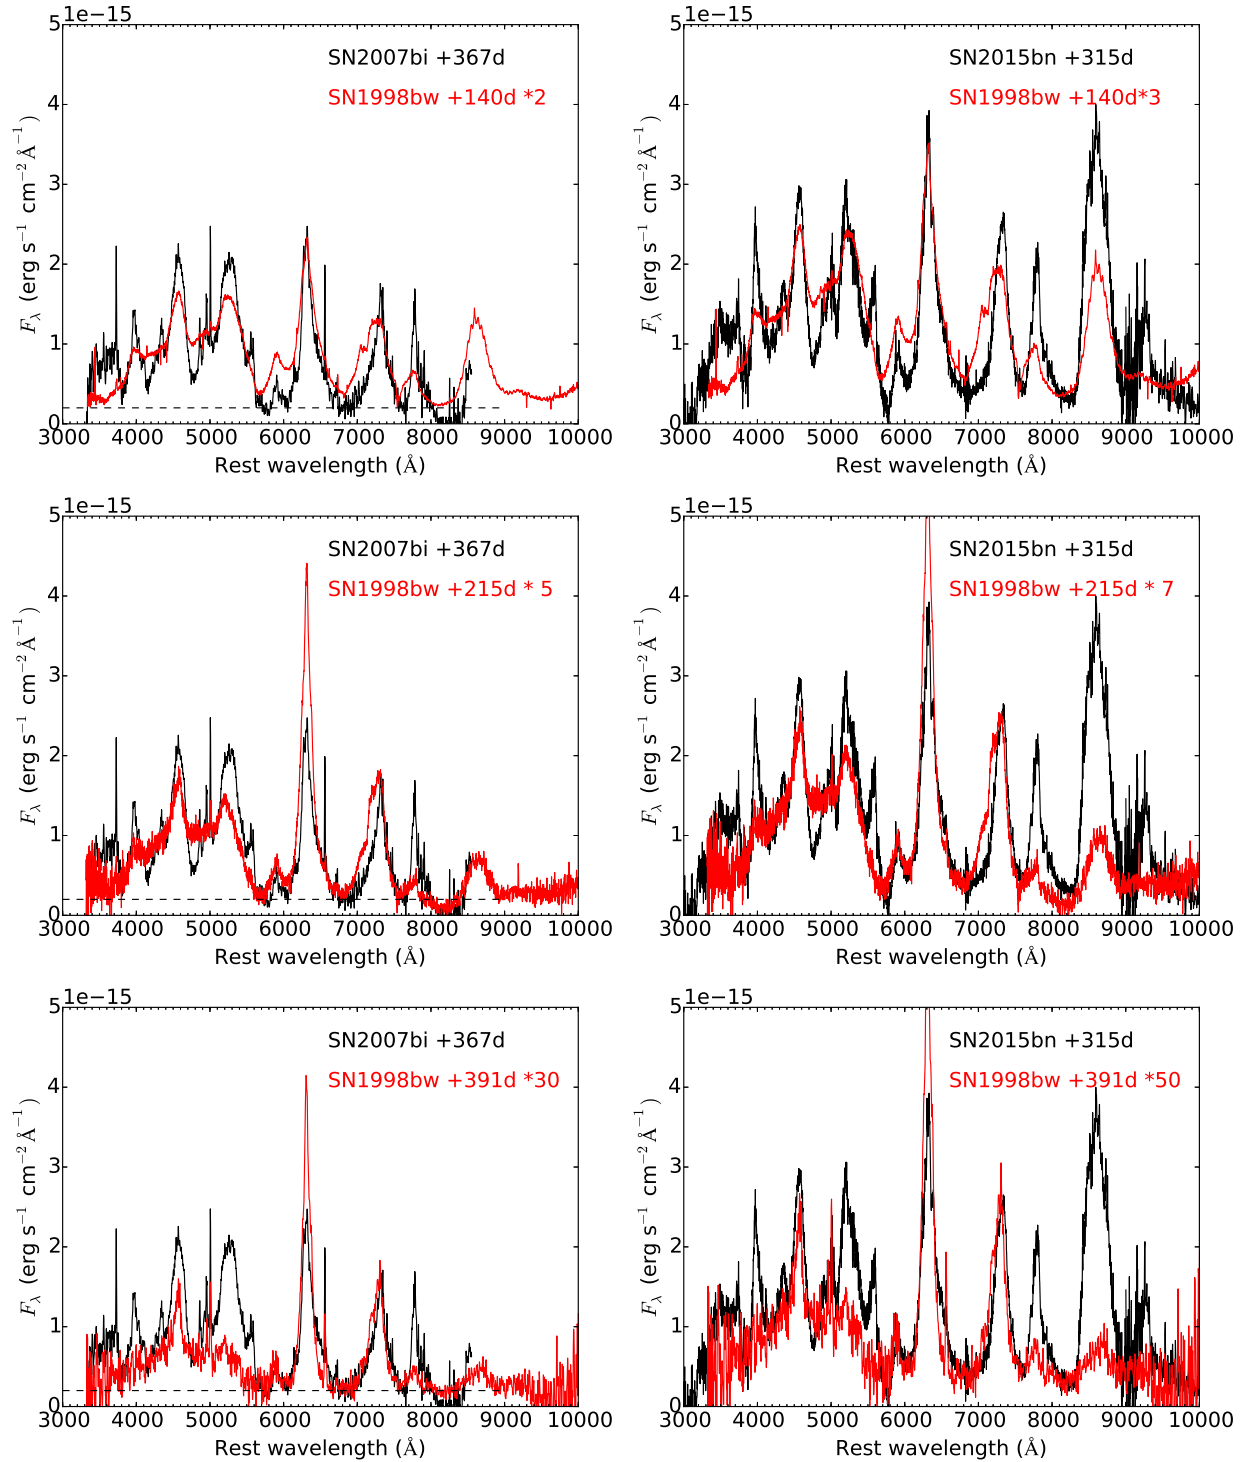 1e−15
1e−15
SN2007bi +367d
SN1998bw +140d *2
SN2015bn +315d
SN1998bw +140d*3
5
4
3
2
1
0
F_λ (erg s⁻¹ cm⁻² Å⁻¹)
3000 4000 5000 6000 7000 8000 9000 10000
Rest wavelength (Å)
5
4
3
2
1
0
F_λ (erg s⁻¹ cm⁻² Å⁻¹)
3000 4000 5000 6000 7000 8000 9000 10000
Rest wavelength (Å)
1e−15
1e−15
SN2007bi +367d
SN1998bw +215d * 5
SN2015bn +315d
SN1998bw +215d * 7
5
4
3
2
1
0
F_λ (erg s⁻¹ cm⁻² Å⁻¹)
3000 4000 5000 6000 7000 8000 9000 10000
Rest wavelength (Å)
5
4
3
2
1
0
F_λ (erg s⁻¹ cm⁻² Å⁻¹)
3000 4000 5000 6000 7000 8000 9000 10000
Rest wavelength (Å)
1e−15
1e−15
SN2007bi +367d
SN1998bw +391d *30
SN2015bn +315d
SN1998bw +391d *50
5
4
3
2
1
0
F_λ (erg s⁻¹ cm⁻² Å⁻¹)
3000 4000 5000 6000 7000 8000 9000 10000
Rest wavelength (Å)
5
4
3
2
1
0
F_λ (erg s⁻¹ cm⁻² Å⁻¹)
3000 4000 5000 6000 7000 8000 9000 10000
Rest wavelength (Å)